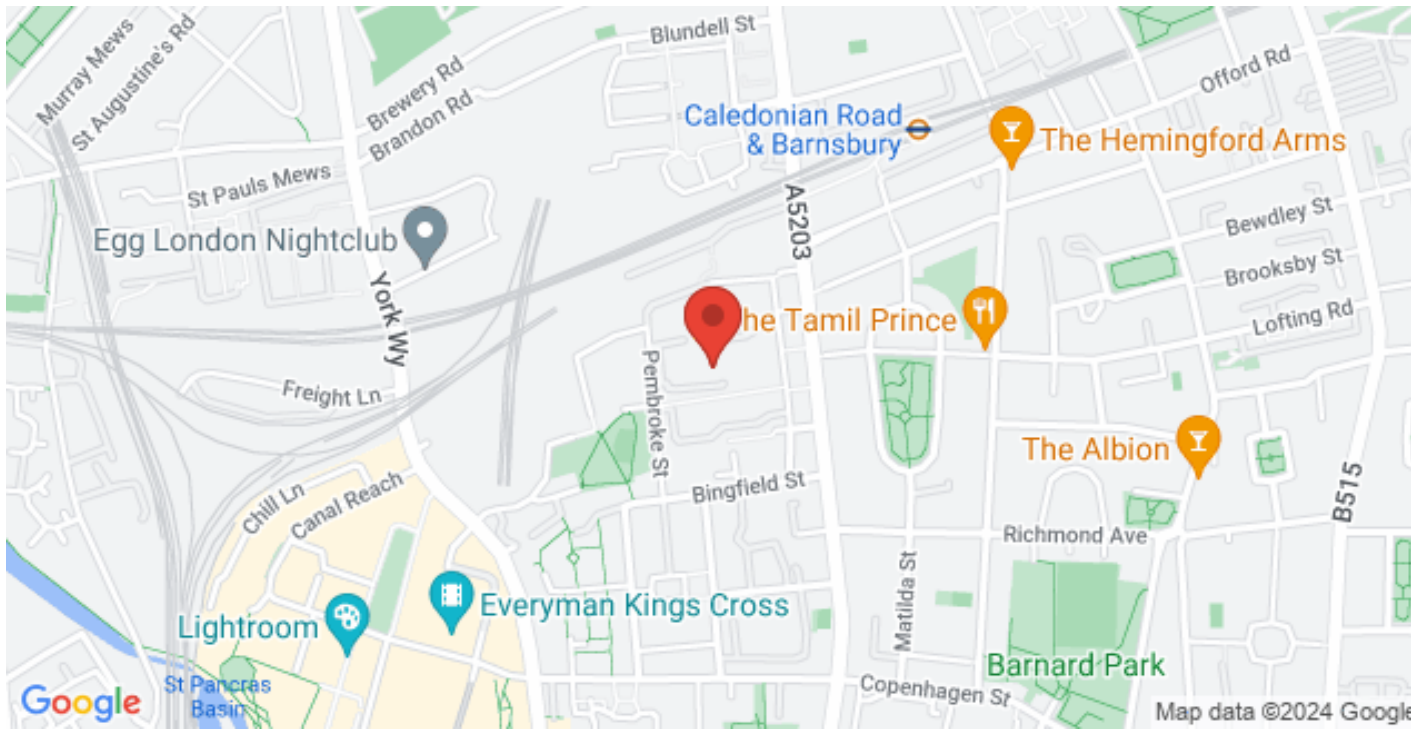 Blundell St
Murray Mews
St Augustine's Rd
Brewery Rd
Brandon Rd
Offord Rd
Caledonian Road
& Barnsbury
The Hemingford Arms
St Pauls Mews
A5203
Bewdley St
Egg London Nightclub
Brooksby St
York Wy
he Tamil Prince
Lofting Rd
Freight Ln
Pembroke St
The Albion
Chill Ln
Canal Reach
Bingfield St
B515
Richmond Ave
Matilda St
Everyman Kings Cross
Lightroom
Barnard Park
St Pancras
Basin
Copenhagen St
Google
Map data ©2024 Google